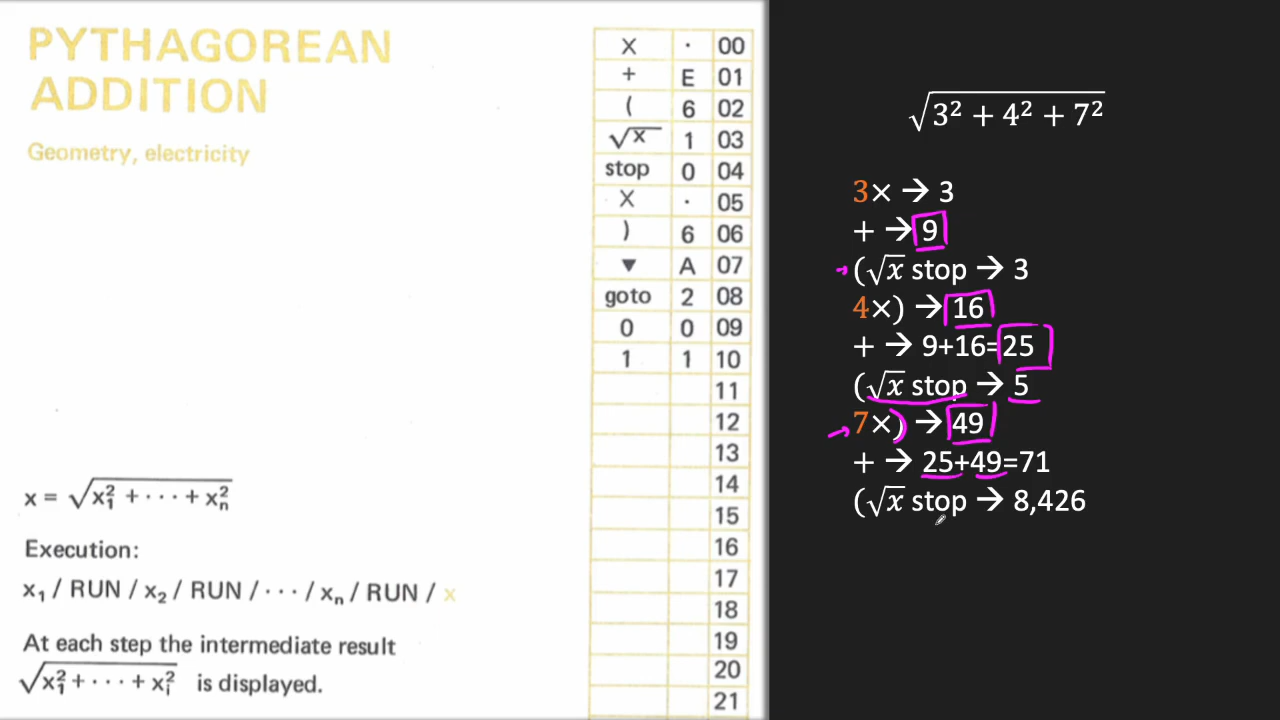 PYTHAGOREAN
ADDITION
Geometry, electricity
x = √x₁² + · · · + xₙ²
Execution:
x₁ / RUN / x₂ / RUN / · · · / xₙ / RUN / x
At each step the intermediate result
√x₁² + · · · + xᵢ² is displayed.
X · 00
+ E 01
( 6 02
√x 1 03
stop 0 04
X · 05
) 6 06
▼ A 07
goto 2 08
0 0 09
1 1 10
11
12
13
14
15
16
17
18
19
20
21
√3² + 4² + 7²
3× → 3
+ → 9
(√x stop → 3
4×) → 16
+ → 9+16=25
(√x stop → 5
7×) → 49
+ → 25+49=71
(√x stop → 8,426